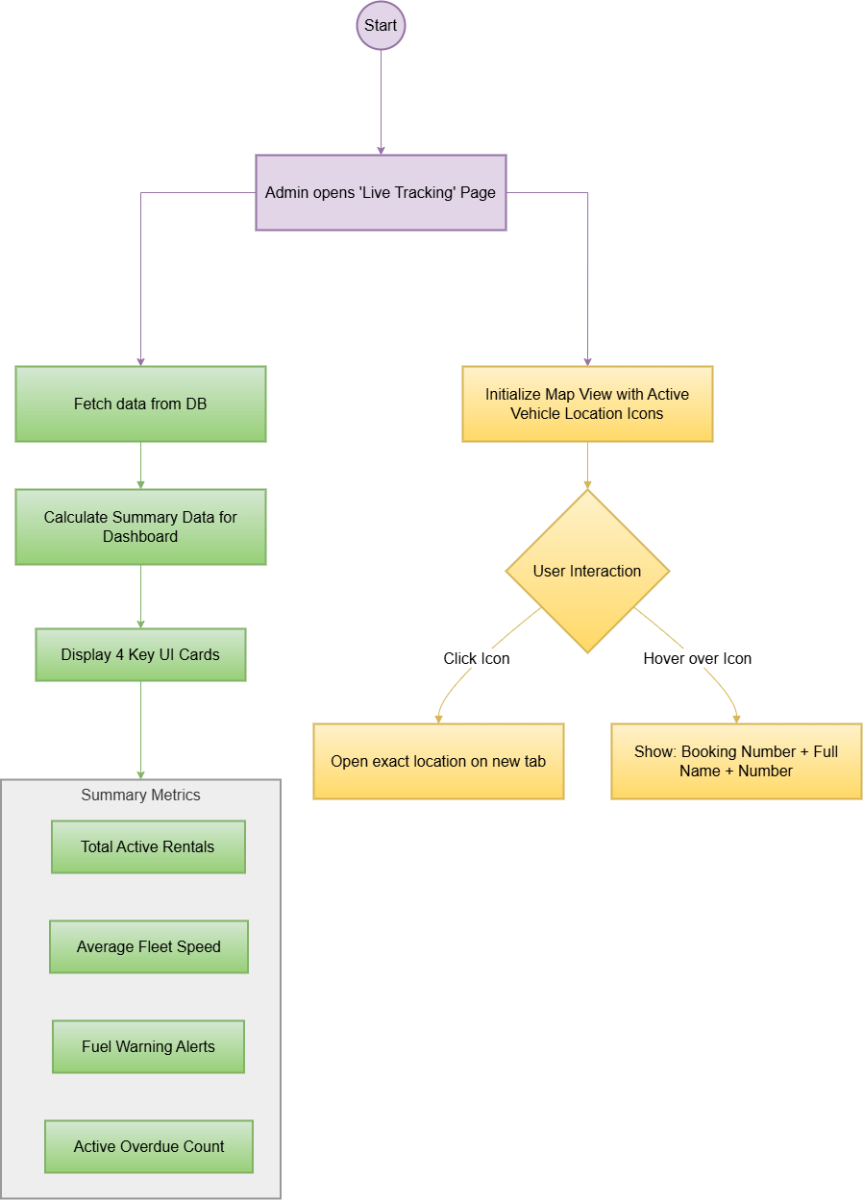 Start
Admin opens 'Live Tracking' Page
Fetch data from DB
Initialize Map View with Active
Vehicle Location Icons
Calculate Summary Data for
Dashboard
User Interaction
Display 4 Key UI Cards
Click Icon
Hover over Icon
Open exact location on new tab
Show: Booking Number + Full
Name + Number
Summary Metrics
Total Active Rentals
Average Fleet Speed
Fuel Warning Alerts
Active Overdue Count